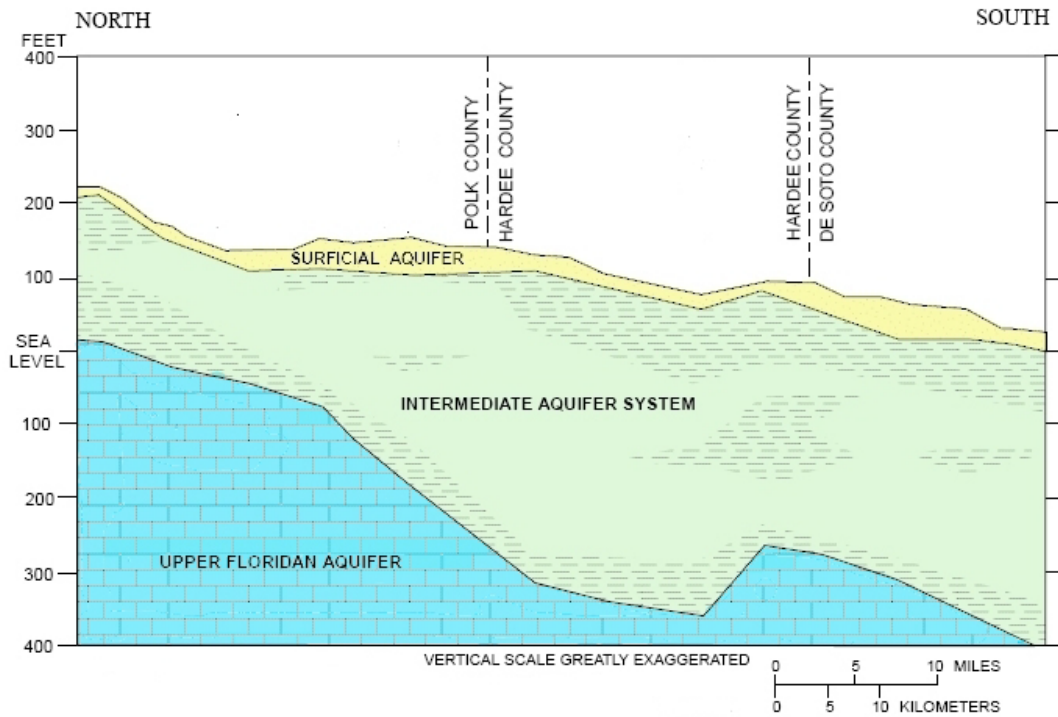 NORTH
SOUTH
FEET
400
300
200
100
SEA
LEVEL
100
200
300
400
POLK COUNTY
HARDEE COUNTY
HARDEE COUNTY
DE SOTO COUNTY
SURFICIAL AQUIFER
INTERMEDIATE AQUIFER SYSTEM
UPPER FLORIDAN AQUIFER
VERTICAL SCALE GREATLY EXAGGERATED
0 5 10 MILES
0 5 10 KILOMETERS